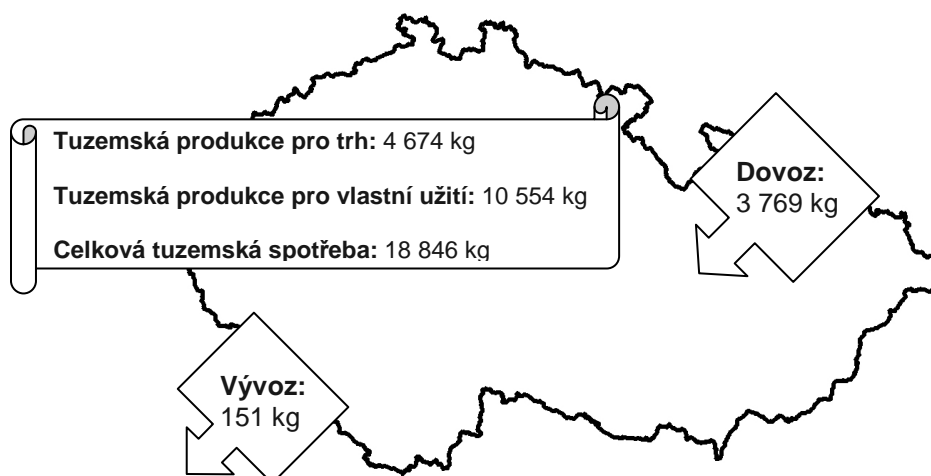 Tuzemská produkce pro trh: 4 674 kg
Tuzemská produkce pro vlastní užití: 10 554 kg
Celková tuzemská spotřeba: 18 846 kg
Dovoz:
3 769 kg
Vývoz:
151 kg